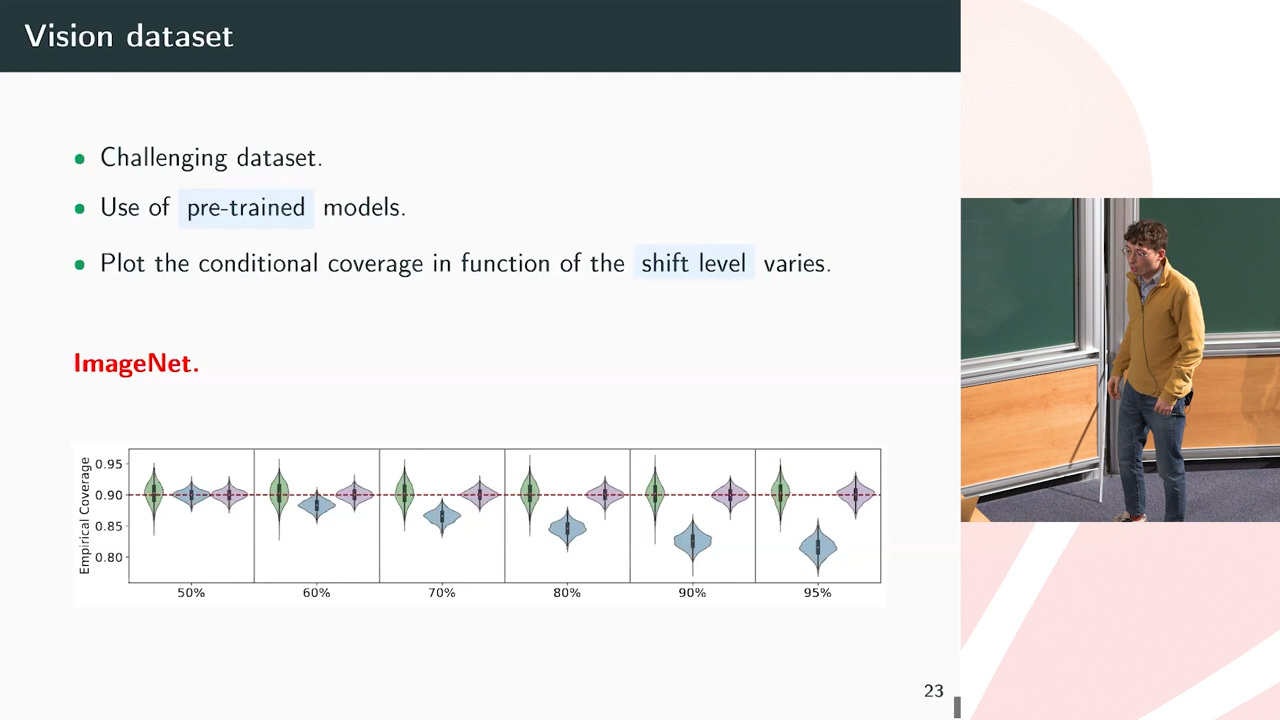 Vision dataset
Challenging dataset.
Use of pre-trained models.
Plot the conditional coverage in function of the shift level varies.
ImageNet.
Empirical Coverage
0.95
0.90
0.85
0.80
50% 60% 70% 80% 90% 95%
23